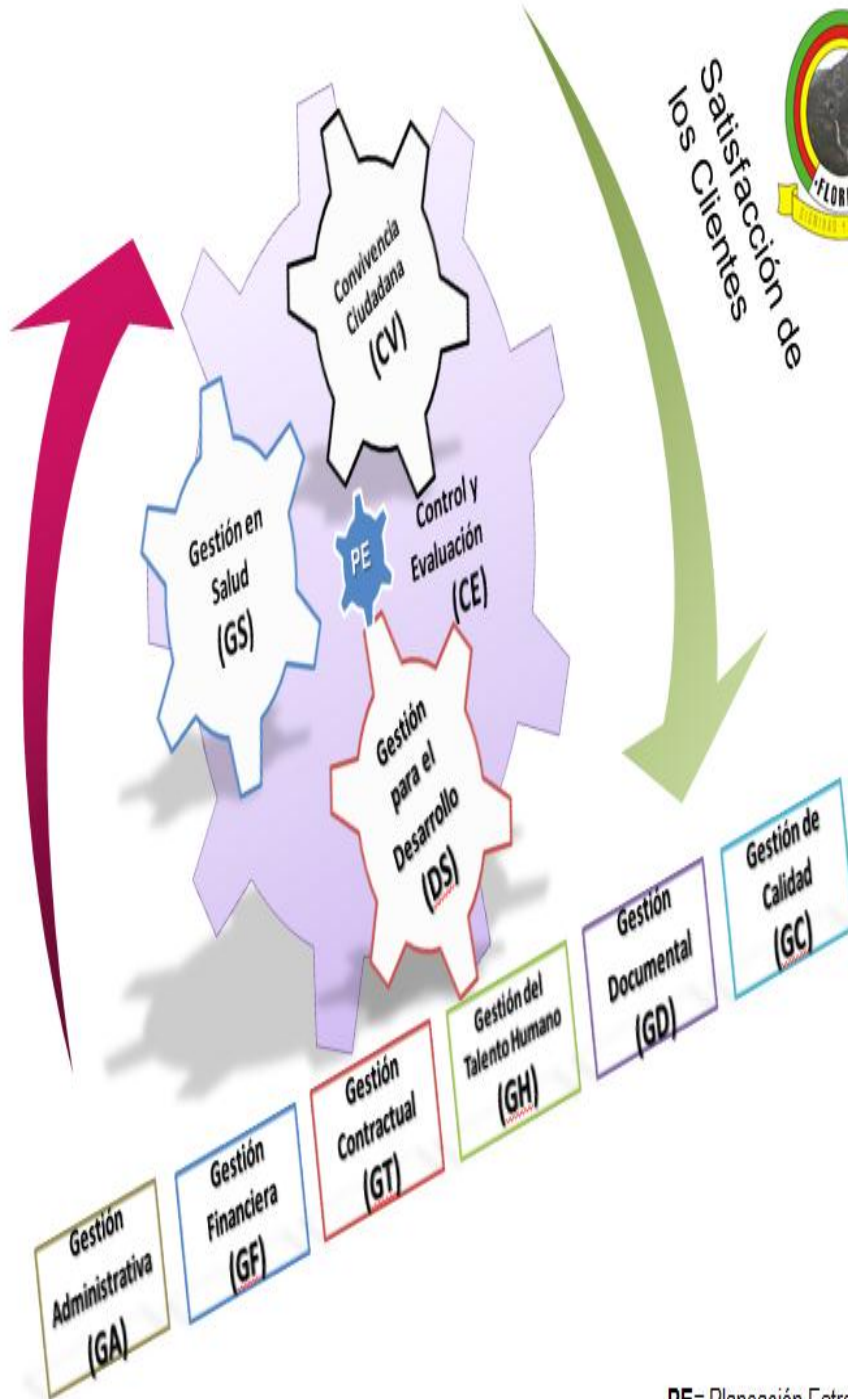 Satisfacción de
los Clientes
·FLOR
Convivencia
Ciudadana
(CV)
Gestión en
Salud
(GS)
PE
Control y
Evaluación
(CE)
Gestión
para el
Desarrollo
(DS)
Gestión
Administrativa
(GA)
Gestión
Financiera
(GF)
Gestión
Contractual
(GT)
Gestión del
Talento Humano
(GH)
Gestión
Documental
(GD)
Gestión de
Calidad
(GC)
PE= Planeación Estra